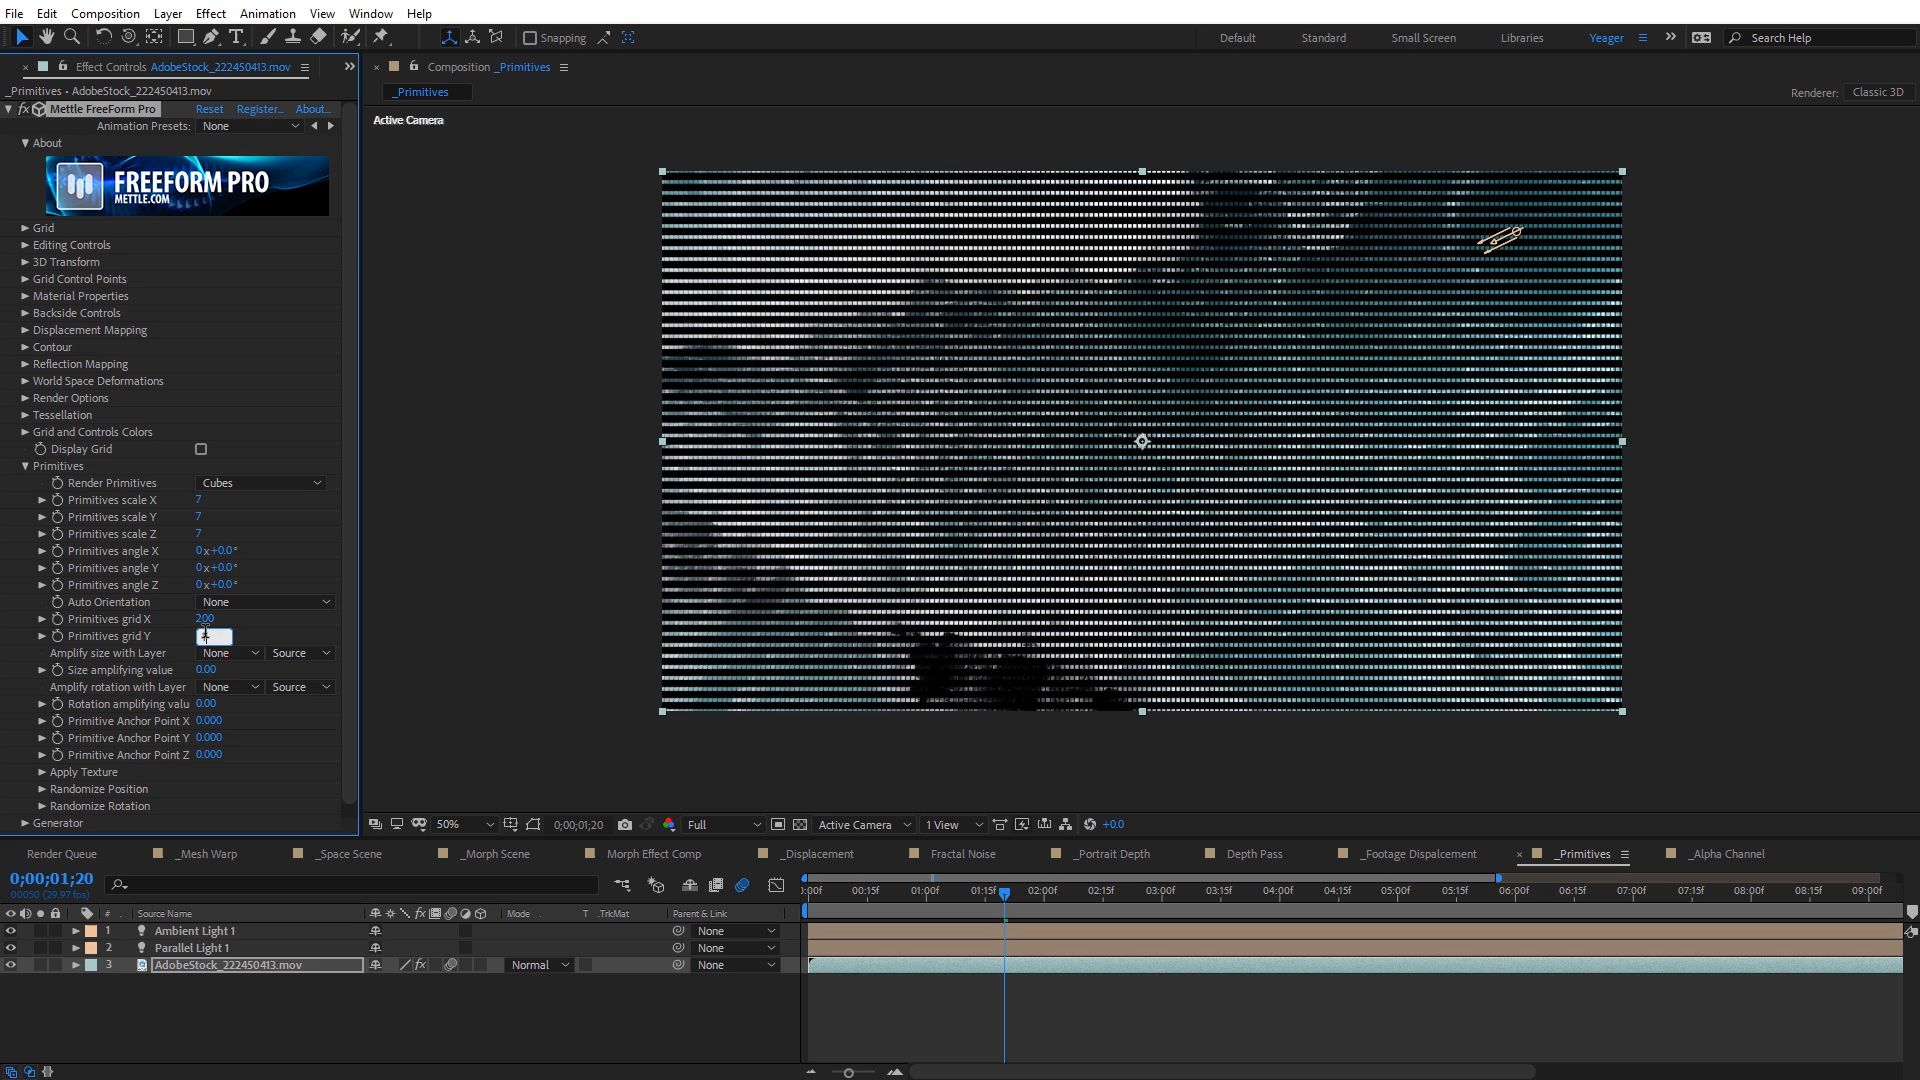 File Edit Composition Layer Effect Animation View Window Help
Snapping Default Standard Small Screen Libraries Yeager Search Help
Effect Controls AdobeStock_222450413.mov
Composition _Primitives
_Primitives • AdobeStock_222450413.mov
_Primitives
Renderer: Classic 3D
Mettle FreeForm Pro Reset Register... About...
Animation Presets: None
Active Camera
About
FREEFORM PRO
METTLE.COM
Grid
Editing Controls
3D Transform
Grid Control Points
Material Properties
Backside Controls
Displacement Mapping
Contour
Reflection Mapping
World Space Deformations
Render Options
Tessellation
Grid and Controls Colors
Display Grid
Primitives
Render Primitives Cubes
Primitives scale X 7
Primitives scale Y 7
Primitives scale Z 7
Primitives angle X 0x+0.0°
Primitives angle Y 0x+0.0°
Primitives angle Z 0x+0.0°
Auto Orientation None
Primitives grid X 200
Primitives grid Y
Amplify size with Layer None Source
Size amplifying value 0.00
Amplify rotation with Layer None Source
Rotation amplifying valu 0.00
Primitive Anchor Point X 0.000
Primitive Anchor Point Y 0.000
Primitive Anchor Point Z 0.000
Apply Texture
Randomize Position
Randomize Rotation
Generator
50% 0;00;01;20 Full Active Camera 1 View +0.0
Render Queue _Mesh Warp _Space Scene _Morph Scene Morph Effect Comp _Displacement Fractal Noise _Portrait Depth Depth Pass _Footage Dispalcement _Primitives _Alpha Channel
0;00;01;20
00050 (29.97 fps)
):00f 00:15f 01:00f 01:15f 02:00f 02:15f 03:00f 03:15f 04:00f 04:15f 05:00f 05:15f 06:00f 06:15f 07:00f 07:15f 08:00f 08:15f 09:00f
# Source Name fx Mode T .TrkMat Parent & Link
1 Ambient Light 1 None
2 Parallel Light 1 None
3 AdobeStock_222450413.mov fx Normal None